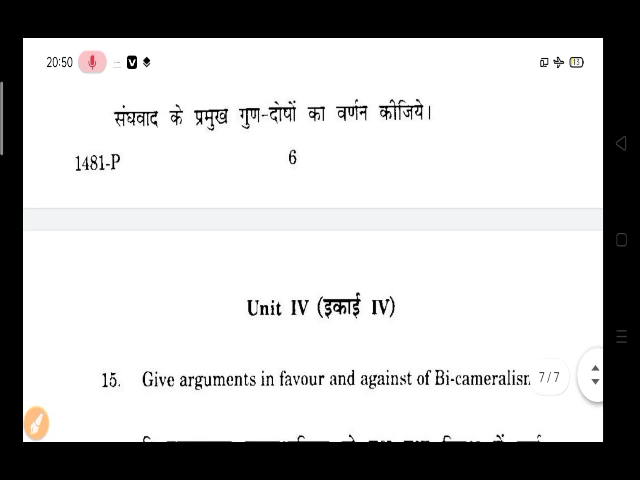 20:50
13
संघवाद के प्रमुख गुण-दोषों का वर्णन कीजिये।
1481-P 6
Unit IV (इकाई IV)
15. Give arguments in favour and against of Bi-cameralism
7/7